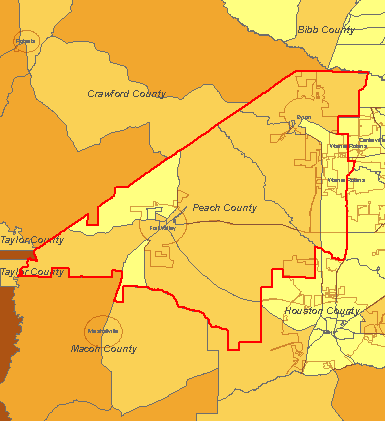 Bibb County
Roberta
Crawford County
Byron
Centerville
Warner Robins
Warner Robins
Peach County
Fort Valley
Taylor County
Taylor County
Houston County
Perry
Marshallville
Macon County